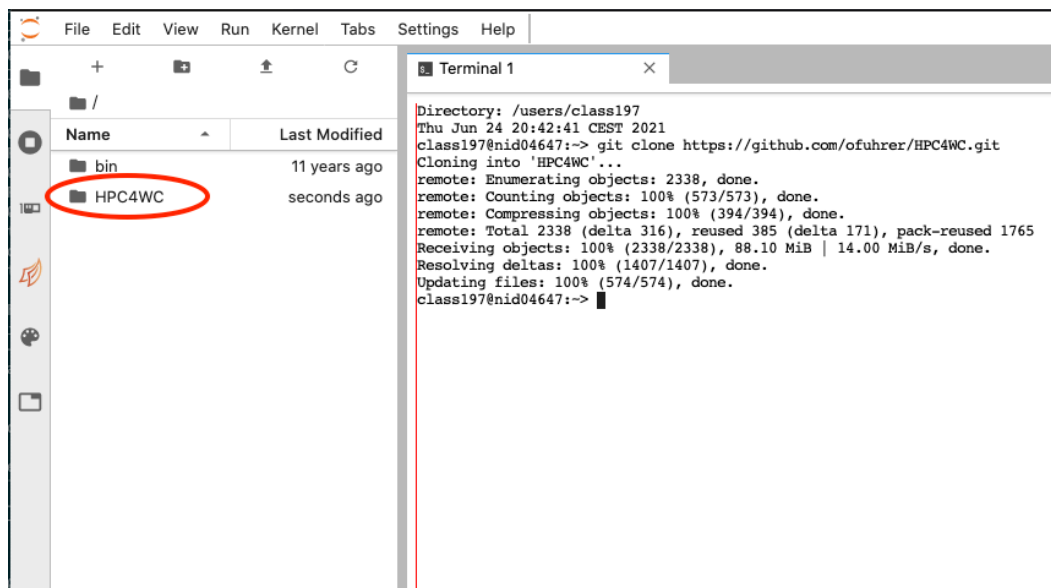 File Edit View Run Kernel Tabs Settings Help
/
Name Last Modified
bin 11 years ago
HPC4WC seconds ago
Terminal 1
Directory: /users/class197
Thu Jun 24 20:42:41 CEST 2021
class197@nid04647:~> git clone https://github.com/ofuhrer/HPC4WC.git
Cloning into 'HPC4WC'...
remote: Enumerating objects: 2338, done.
remote: Counting objects: 100% (573/573), done.
remote: Compressing objects: 100% (394/394), done.
remote: Total 2338 (delta 316), reused 385 (delta 171), pack-reused 1765
Receiving objects: 100% (2338/2338), 88.10 MiB | 14.00 MiB/s, done.
Resolving deltas: 100% (1407/1407), done.
Updating files: 100% (574/574), done.
class197@nid04647:~>